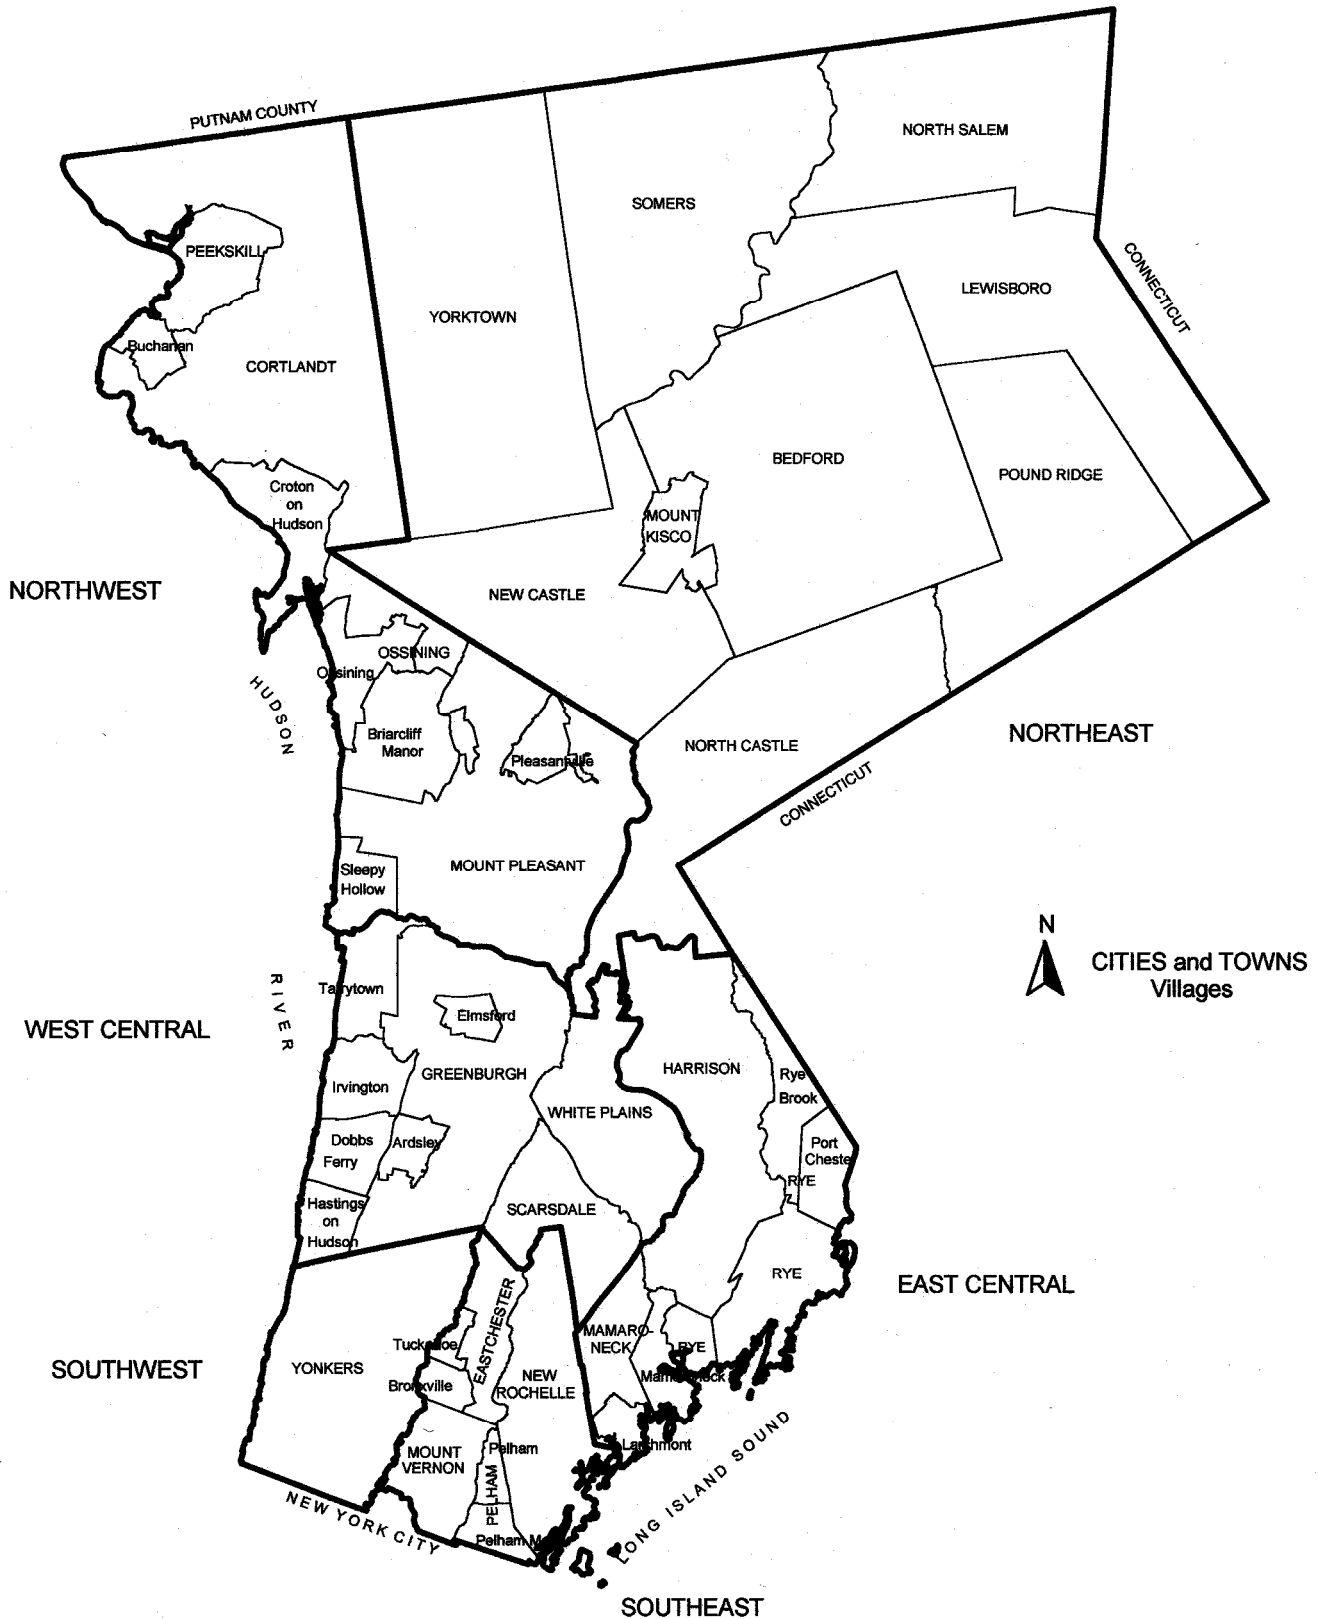 PUTNAM COUNTY
NORTH SALEM
SOMERS
PEEKSKILL
CONNECTICUT
LEWISBORO
YORKTOWN
Buchanan
CORTLANDT
BEDFORD
POUND RIDGE
Croton
on
Hudson
MOUNT
KISCO
NORTHWEST
NEW CASTLE
OSSINING
Ossining
HUDSON
Briarcliff
Manor
Pleasantville
NORTH CASTLE
NORTHEAST
CONNECTICUT
MOUNT PLEASANT
Sleepy
Hollow
N
CITIES and TOWNS
Villages
Tarrytown
RIVER
Elmsford
WEST CENTRAL
GREENBURGH
HARRISON
Rye
Brook
Irvington
WHITE PLAINS
Dobbs
Ferry
Ardsley
Port
Cheste
RYE
Hastings
on
Hudson
SCARSDALE
RYE
EAST CENTRAL
EASTCHESTER
MAMARO-
NECK
RYE
Tuckahoe
SOUTHWEST
YONKERS
Bronxville
NEW
ROCHELLE
Mamaroneck
MOUNT
VERNON
Pelham
Larchmont
PELHAM
LONG ISLAND SOUND
NEW YORK CITY
Pelham M
SOUTHEAST